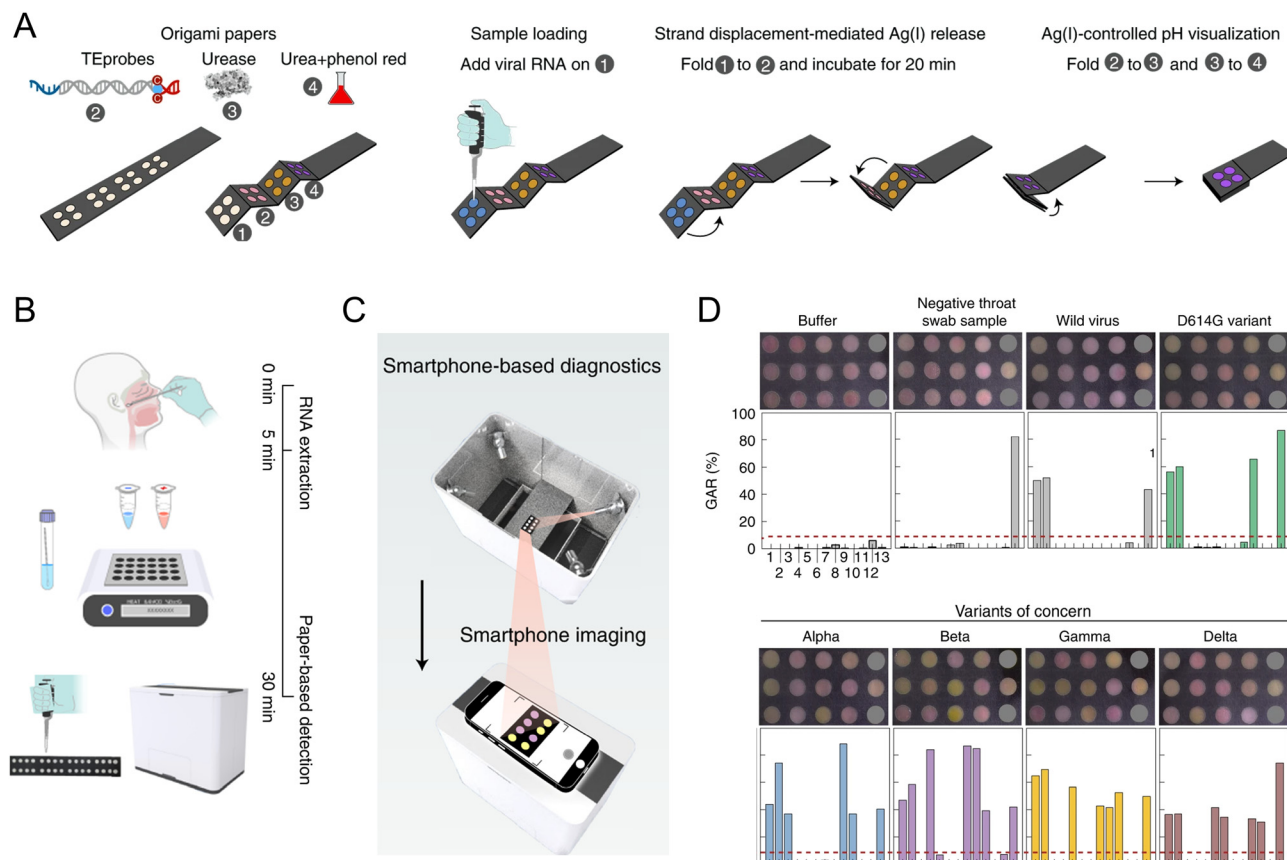 A
Origami papers
TEprobes
Urease
Urea+phenol red
C
C
2
3
4
1
2
3
4
Sample loading
Add viral RNA on 1
Strand displacement-mediated Ag(I) release
Fold 1 to 2 and incubate for 20 min
Ag(I)-controlled pH visualization
Fold 2 to 3 and 3 to 4
B
0 min
RNA extraction
5 min
Paper-based detection
30 min
C
Smartphone-based diagnostics
Smartphone imaging
D
Buffer
Negative throat
swab sample
Wild virus
D614G variant
GAR (%)
100
80
60
40
20
0
1
1 3 5 7 9 11 13
2 4 6 8 10 12
Variants of concern
Alpha
Beta
Gamma
Delta